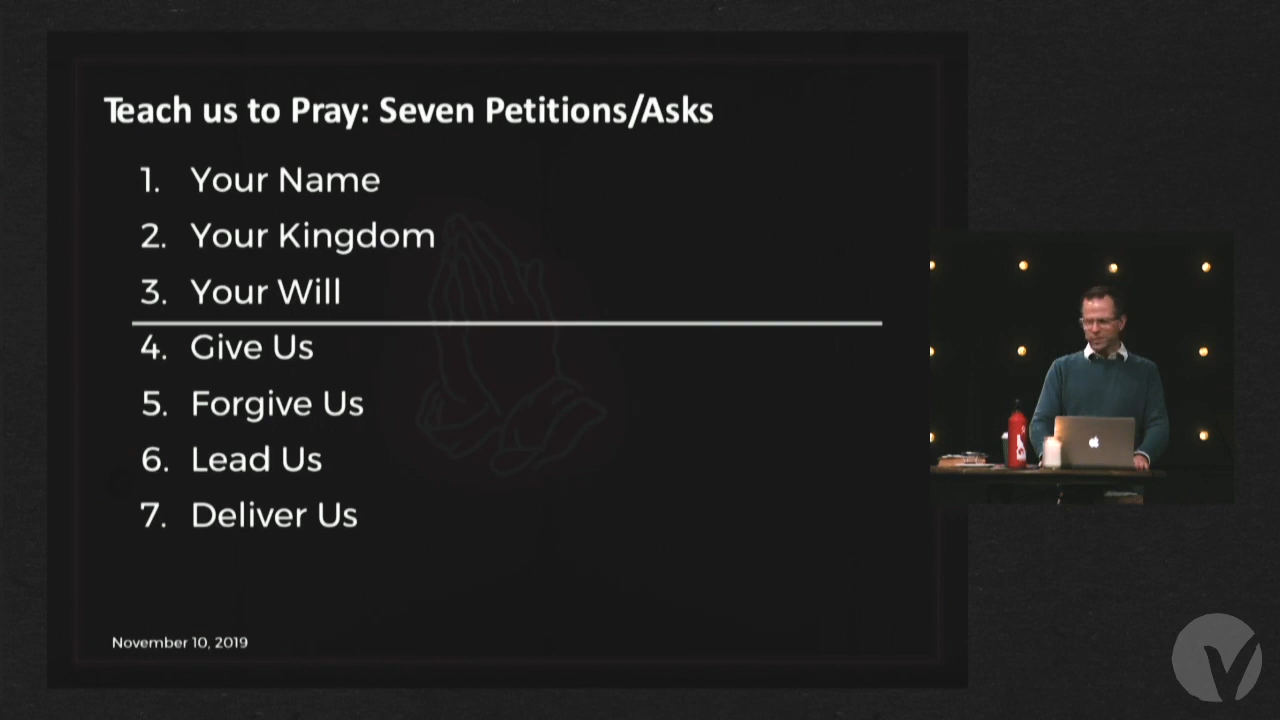 Teach us to Pray: Seven Petitions/Asks
1. Your Name
2. Your Kingdom
3. Your Will
4. Give Us
5. Forgive Us
6. Lead Us
7. Deliver Us
November 10, 2019